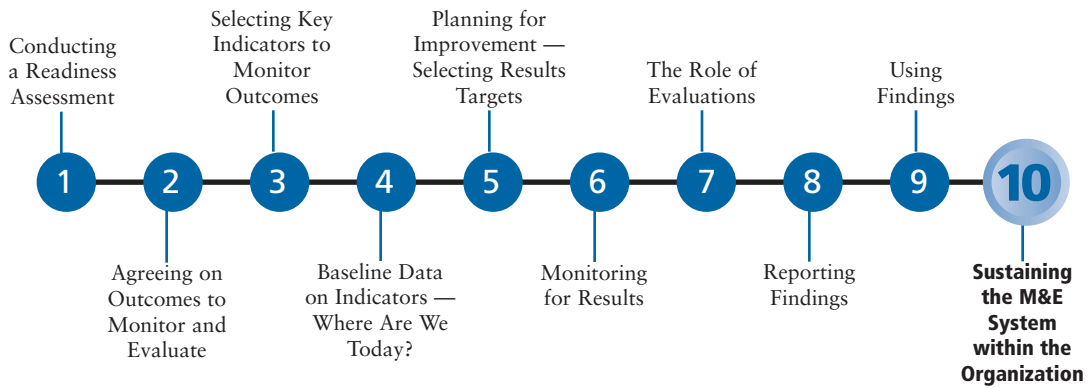 Conducting
a Readiness
Assessment
Selecting Key
Indicators to
Monitor
Outcomes
Planning for
Improvement —
Selecting Results
Targets
The Role of
Evaluations
Using
Findings
1 2 3 4 5 6 7 8 9 10
Agreeing on
Outcomes to
Monitor and
Evaluate
Baseline Data
on Indicators —
Where Are We
Today?
Monitoring
for Results
Reporting
Findings
Sustaining
the M&E
System
within the
Organization